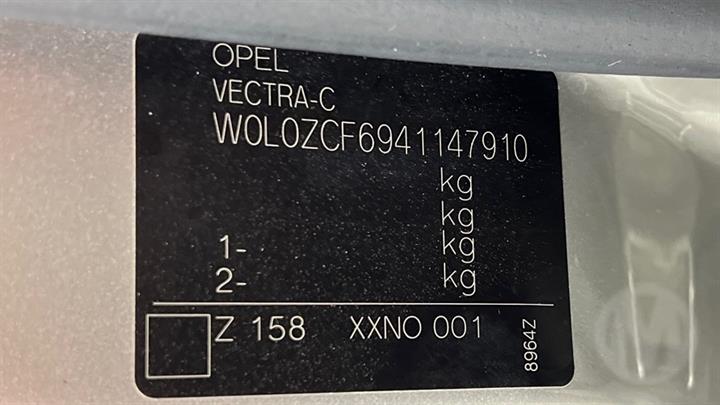 OPEL
VECTRA-C
W0L0ZCF6941147910
kg
kg
1- kg
2- kg
Z 158 XXNO 001
8964Z